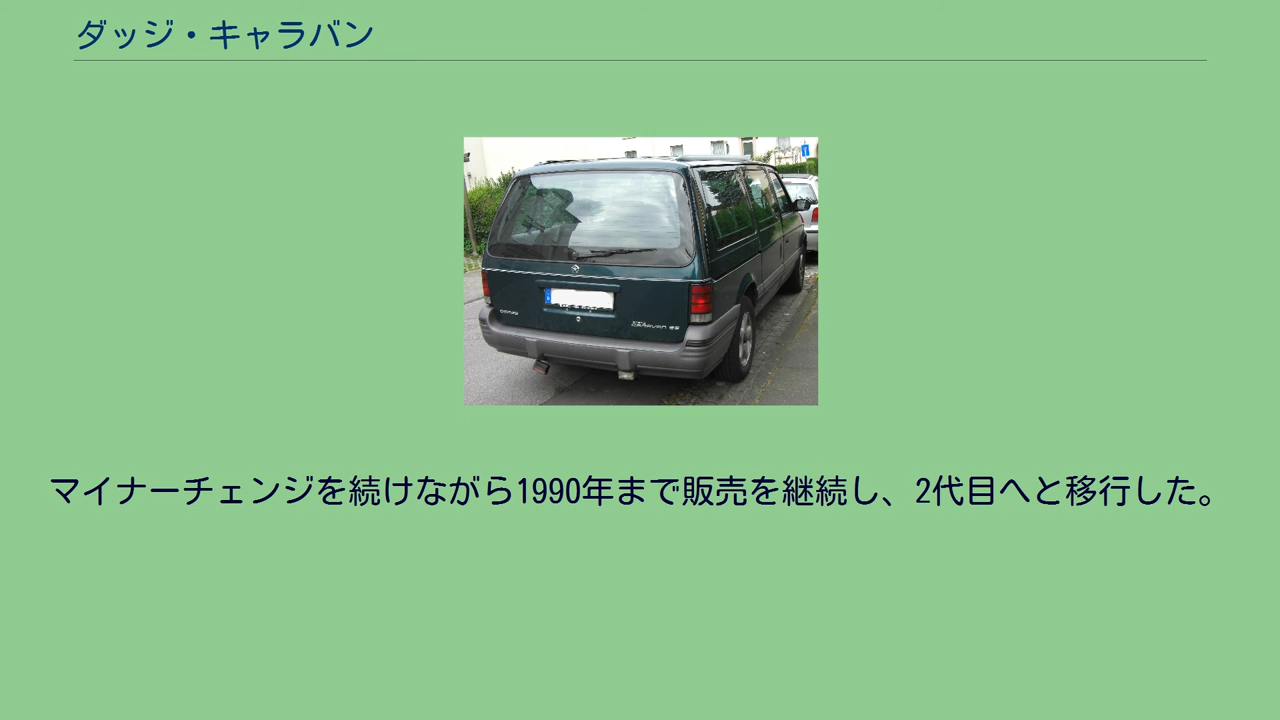 ダッジ・キャラバン
マイナーチェンジを続けながら1990年まで販売を継続し、2代目へと移行した。